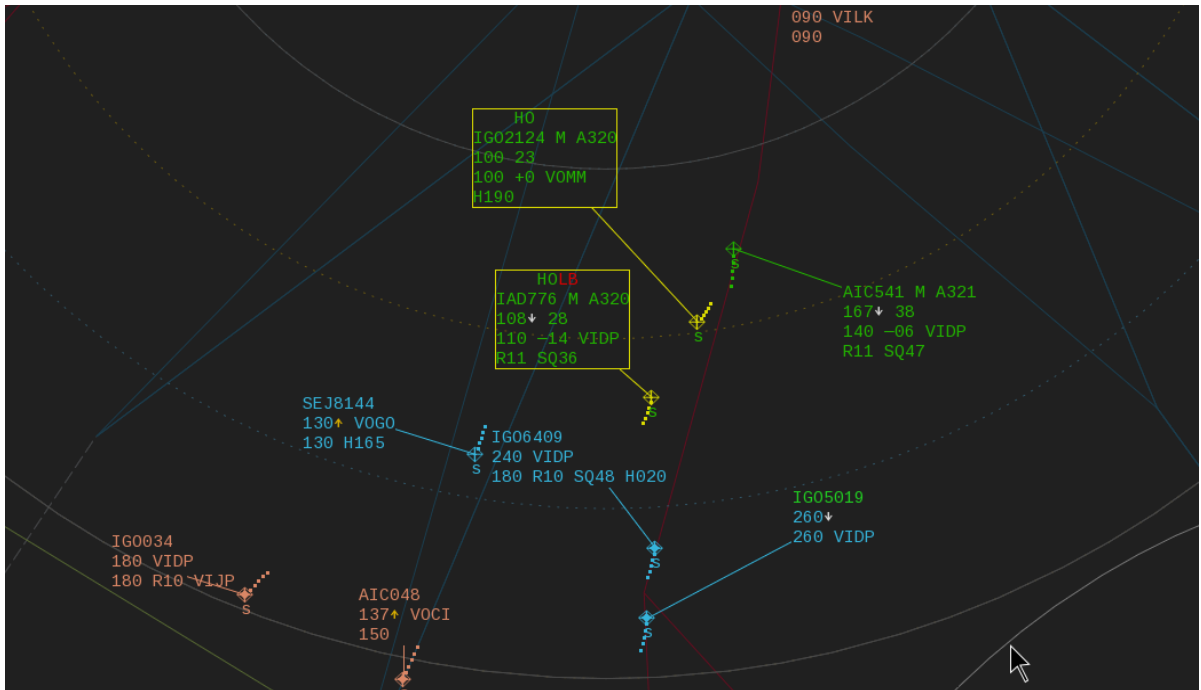 090 VILK
090
HO
IGO2124 M A320
100 23
100 +0 VOMM
H190
S
S
HOLB
IAD776 M A320
108↓ 28
110 —14 VIDP
R11 SQ36
S
AIC541 M A321
167↓ 38
140 —06 VIDP
R11 SQ47
SEJ8144
130↑ VOGO
130 H165
S
IGO6409
240 VIDP
180 R10 SQ48 H020
S
IGO5019
260↓
260 VIDP
S
IGO034
180 VIDP
180 R10 VIJP
S
AIC048
137↑ VOCI
150